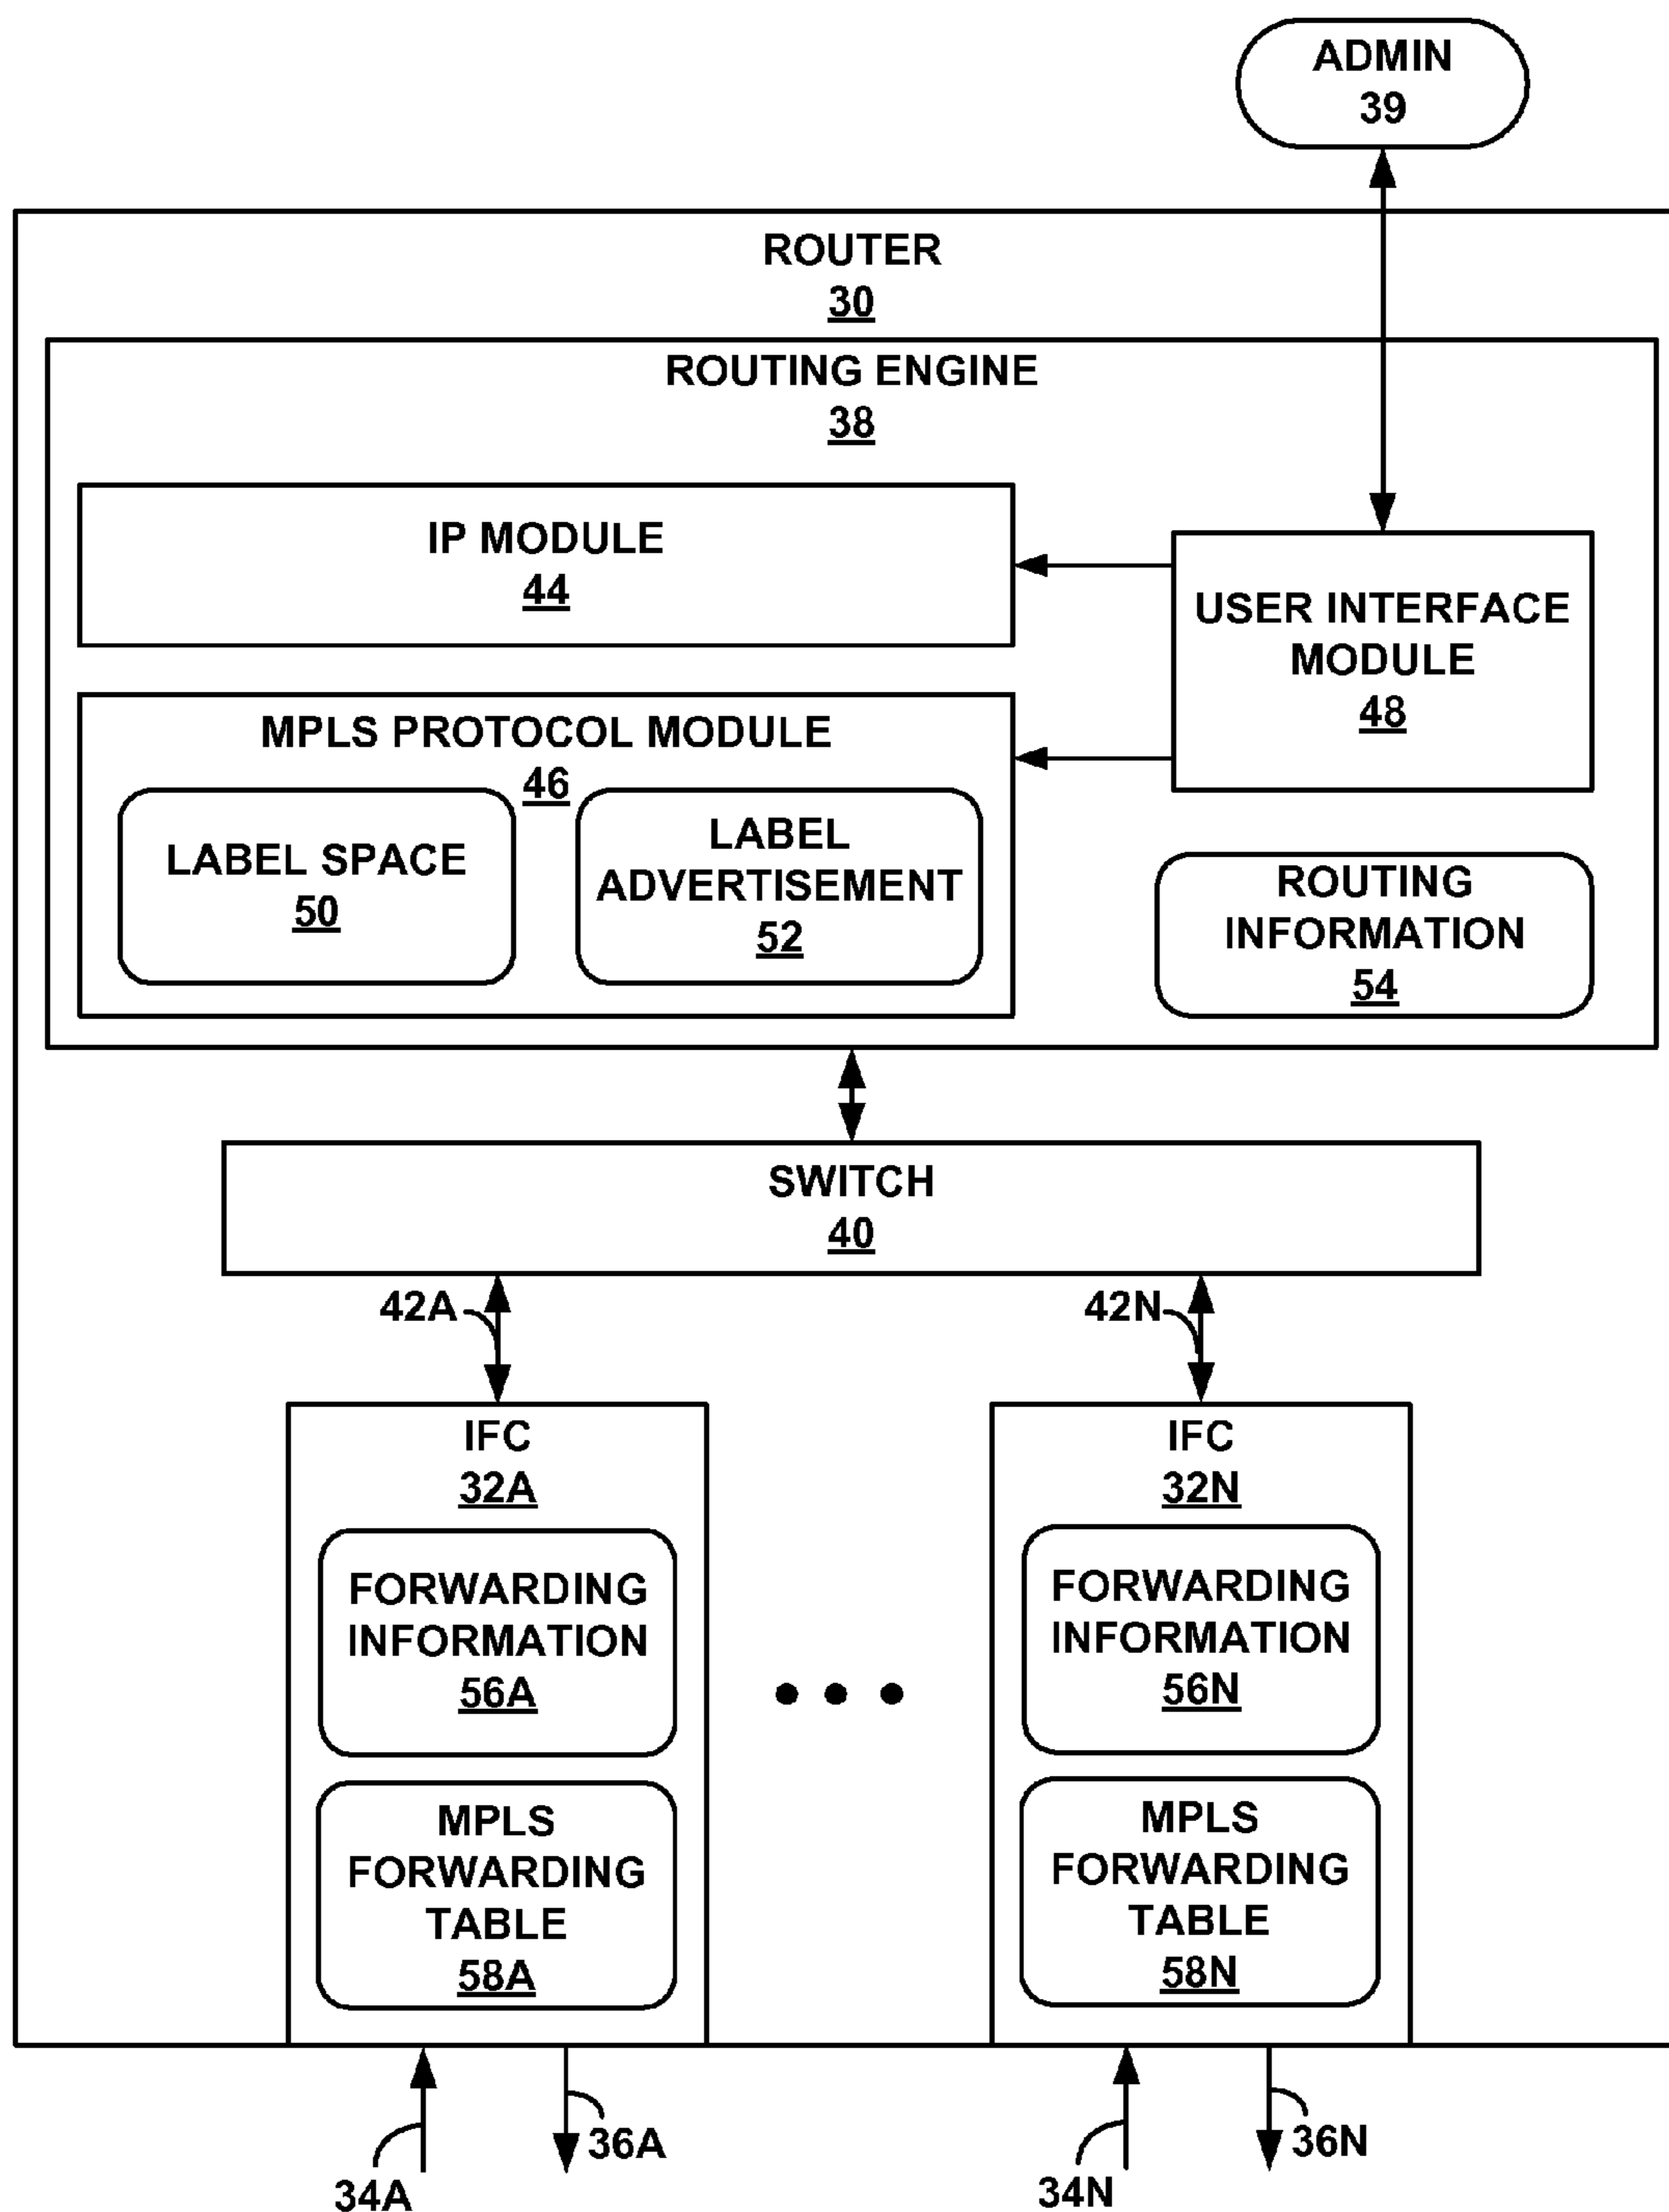 ADMIN
39
ROUTER
30
ROUTING ENGINE
38
IP MODULE
44
USER INTERFACE
MODULE
48
MPLS PROTOCOL MODULE
46
LABEL SPACE
50
LABEL
ADVERTISEMENT
52
ROUTING
INFORMATION
54
SWITCH
40
42A
42N
IFC
32A
FORWARDING
INFORMATION
56A
MPLS
FORWARDING
TABLE
58A
IFC
32N
FORWARDING
INFORMATION
56N
MPLS
FORWARDING
TABLE
58N
34A
36A
34N
36N